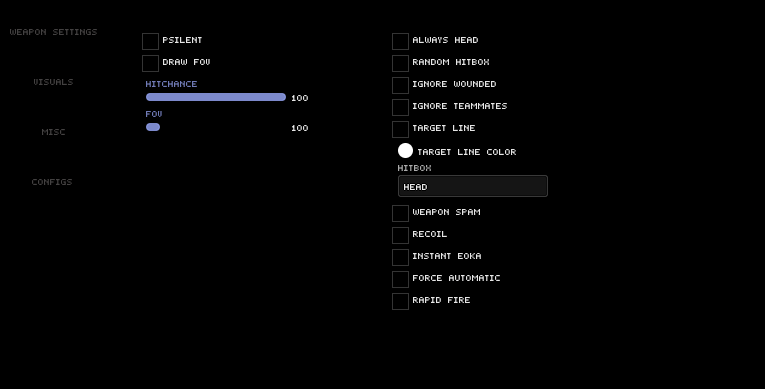 WEAPON SETTINGS
VISUALS
MISC
CONFIGS
PSILENT
DRAW FOV
HITCHANCE
100
FOV
100
ALWAYS HEAD
RANDOM HITBOX
IGNORE WOUNDED
IGNORE TEAMMATES
TARGET LINE
TARGET LINE COLOR
HITBOX
HEAD
WEAPON SPAM
RECOIL
INSTANT EOKA
FORCE AUTOMATIC
RAPID FIRE